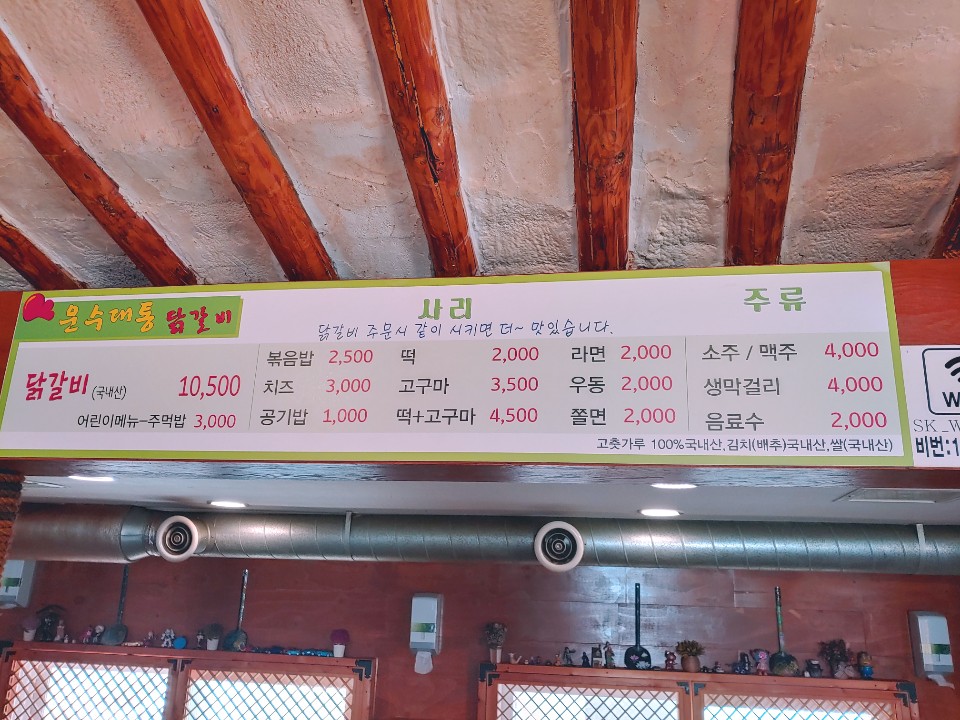 운수대통 닭갈비
닭갈비 (국내산) 10,500
어린이메뉴-주먹밥 3,000
사리
닭갈비 주문시 같이 시키면 더~ 맛있습니다.
볶음밥 2,500 떡 2,000 라면 2,000
치즈 3,000 고구마 3,500 우동 2,000
공기밥 1,000 떡+고구마 4,500 쫄면 2,000
주류
소주 / 맥주 4,000
생막걸리 4,000
음료수 2,000
고춧가루 100%국내산,김치(배추)국내산,쌀(국내산)
SK_W
비번:1